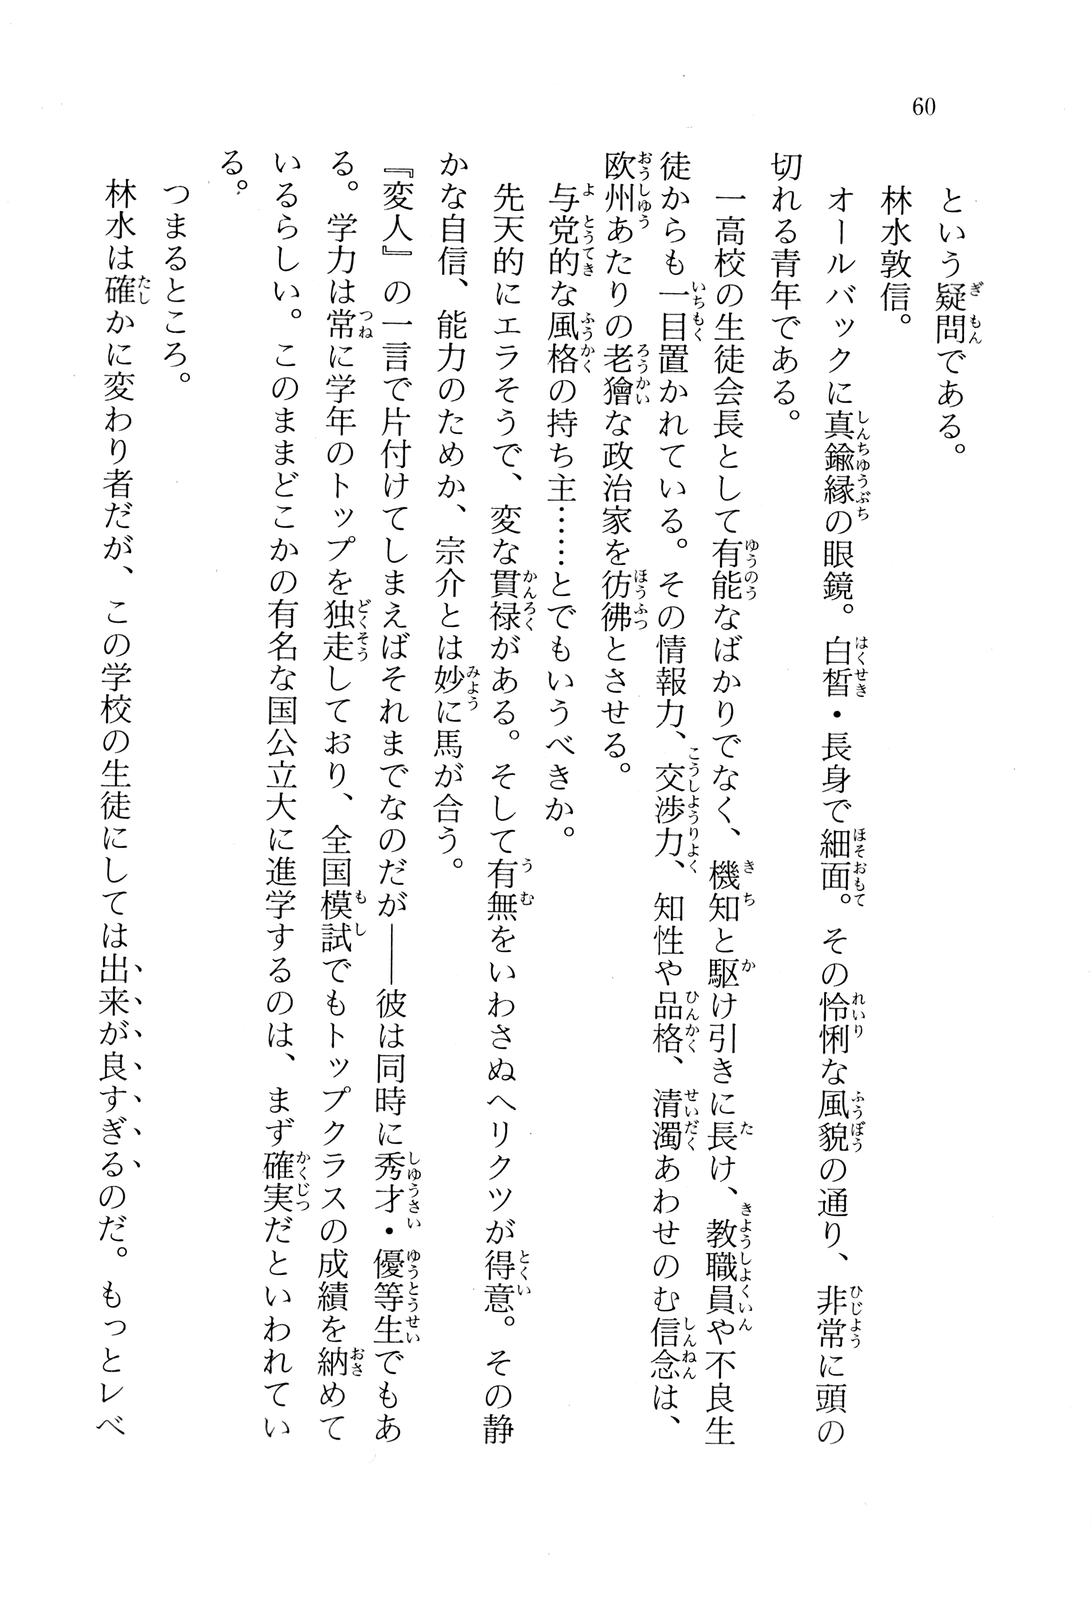 60
という疑問である。
林水敦信。
オールバックに真鍮縁の眼鏡。白皙・長身で細面。その怜悧な風貌の通り、非常に頭の
切れる青年である。
一高校の生徒会長として有能なばかりでなく、機知と駆け引きに長け、教職員や不良生
徒からも一目置かれている。その情報力、交渉力、知性や品格、清濁あわせのむ信念は、
欧州あたりの老獪な政治家を彷彿とさせる。
与党的な風格の持ち主……とでもいうべきか。
先天的にエラそうで、変な貫禄がある。そして有無をいわさぬヘリクツが得意。その静
かな自信、能力のためか、宗介とは妙に馬が合う。
『変人』の一言で片付けてしまえばそれまでなのだが――彼は同時に秀才・優等生でもあ
る。学力は常に学年のトップを独走しており、全国模試でもトップクラスの成績を納めて
いるらしい。このままどこかの有名な国公立大に進学するのは、まず確実だといわれてい
る。
つまるところ。
林水は確かに変わり者だが、この学校の生徒にしては出来が良すぎるのだ。もっとレベ